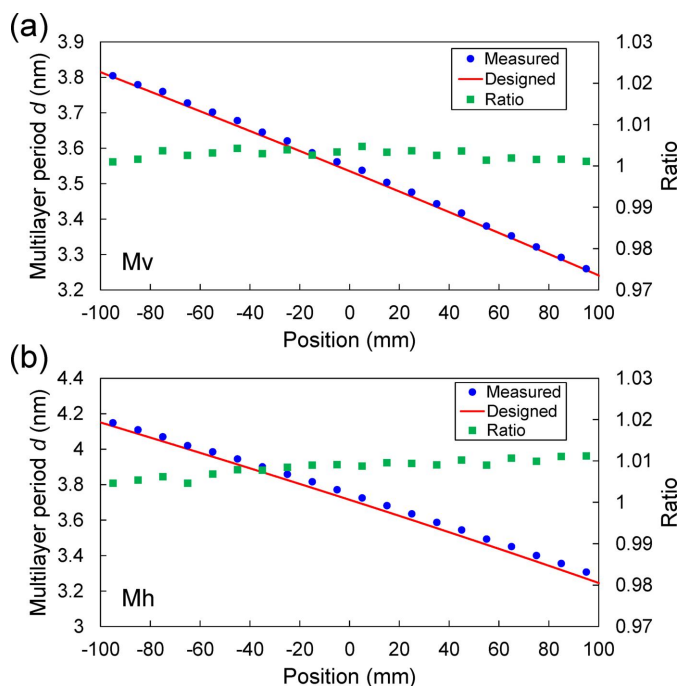 (a)
3.9
3.8
3.7
3.6
3.5
3.4
3.3
3.2
Multilayer period d (nm)
1.03
1.02
1.01
1
0.99
0.98
0.97
Ratio
Measured
Designed
Ratio
Mv
-100 -80 -60 -40 -20 0 20 40 60 80 100
Position (mm)
(b)
4.4
4.2
4
3.8
3.6
3.4
3.2
3
Multilayer period d (nm)
1.03
1.02
1.01
1
0.99
0.98
0.97
Ratio
Measured
Designed
Ratio
Mh
-100 -80 -60 -40 -20 0 20 40 60 80 100
Position (mm)